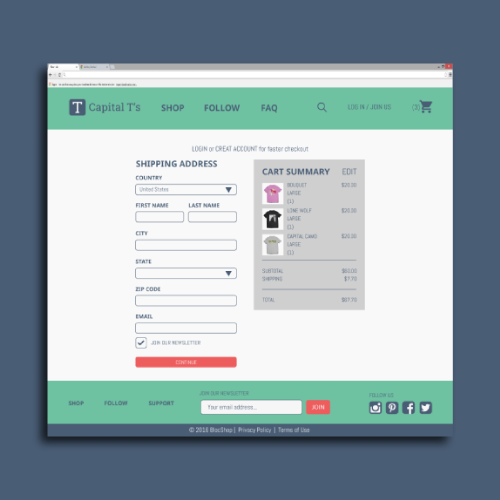 T Capital T's SHOP FOLLOW FAQ LOG IN / JOIN US (3)
LOGIN or CREAT ACCOUNT for faster checkout
SHIPPING ADDRESS
COUNTRY
United States
FIRST NAME LAST NAME
CITY
STATE
ZIP CODE
EMAIL
JOIN OUR NEWSLETTER
CONTINUE
CART SUMMARY EDIT
BOUQUET $20.00
LARGE
(1)
LONE WOLF $20.00
LARGE
(1)
CAPITAL CAMO $20.00
LARGE
(1)
SUBTOTAL $60.00
SHIPPING
TOTAL
SHOP FOLLOW SUPPORT
JOIN OUR NEWSLETTER
Your email address... JOIN
FOLLOW US
© 2016 BlocShop | Privacy Policy | Terms of Use